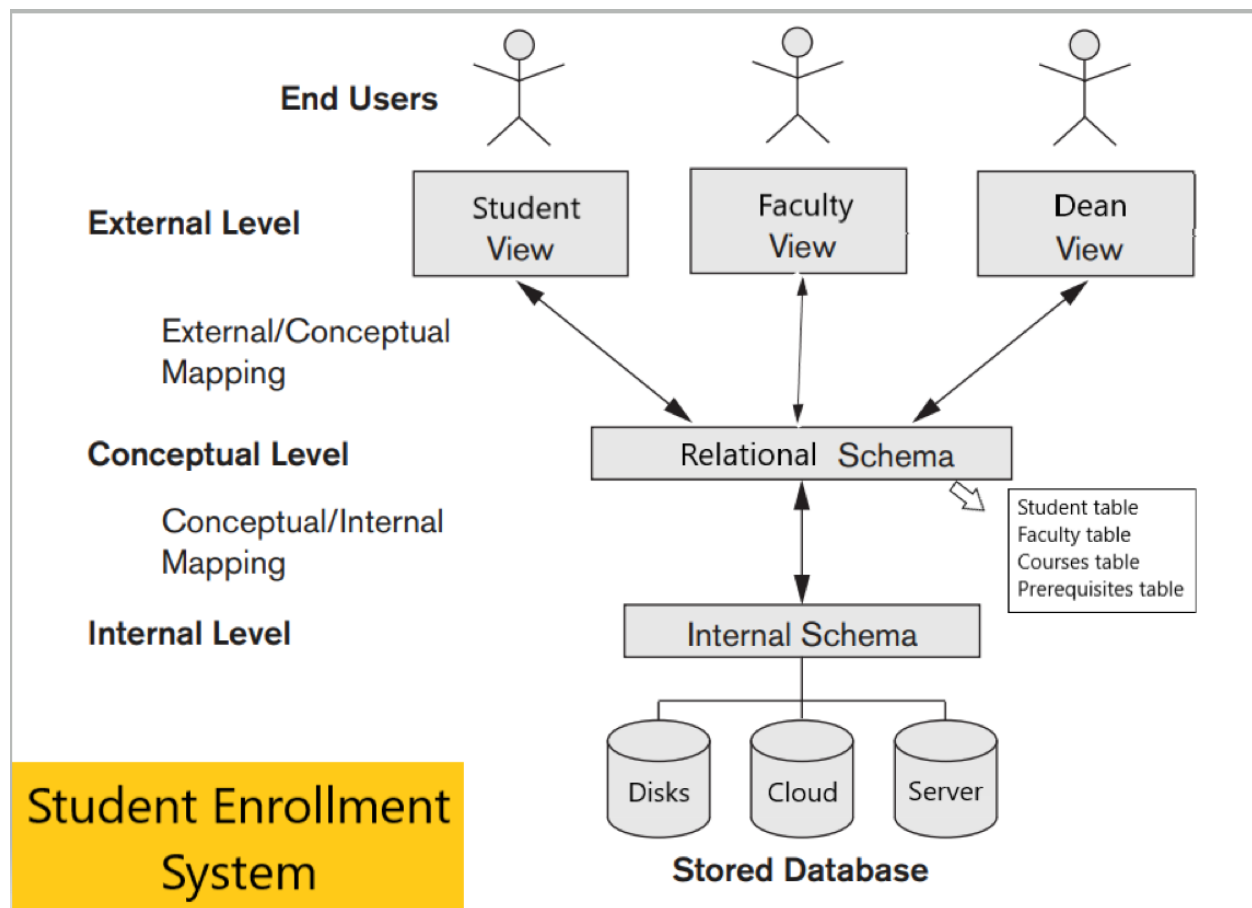 End Users
External Level
Student
View
Faculty
View
Dean
View
External/Conceptual
Mapping
Conceptual Level
Relational Schema
Student table
Faculty table
Courses table
Prerequisites table
Conceptual/Internal
Mapping
Internal Level
Internal Schema
Disks
Cloud
Server
Stored Database
Student Enrollment
System